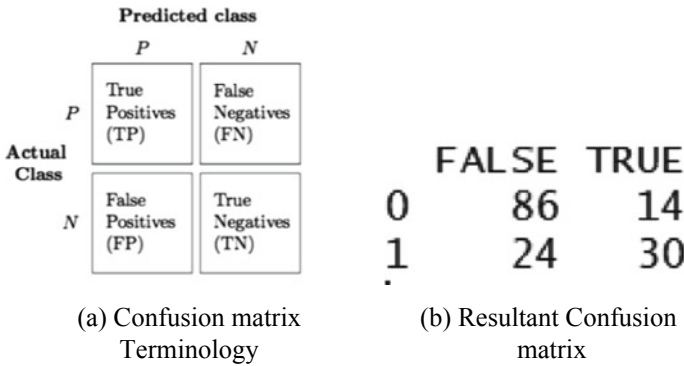 Predicted class
P N
True Positives (TP)
False Negatives (FN)
P
Actual Class
N
False Positives (FP)
True Negatives (TN)
FALSE TRUE
0 86 14
1 24 30
(a) Confusion matrix
Terminology
(b) Resultant Confusion
matrix